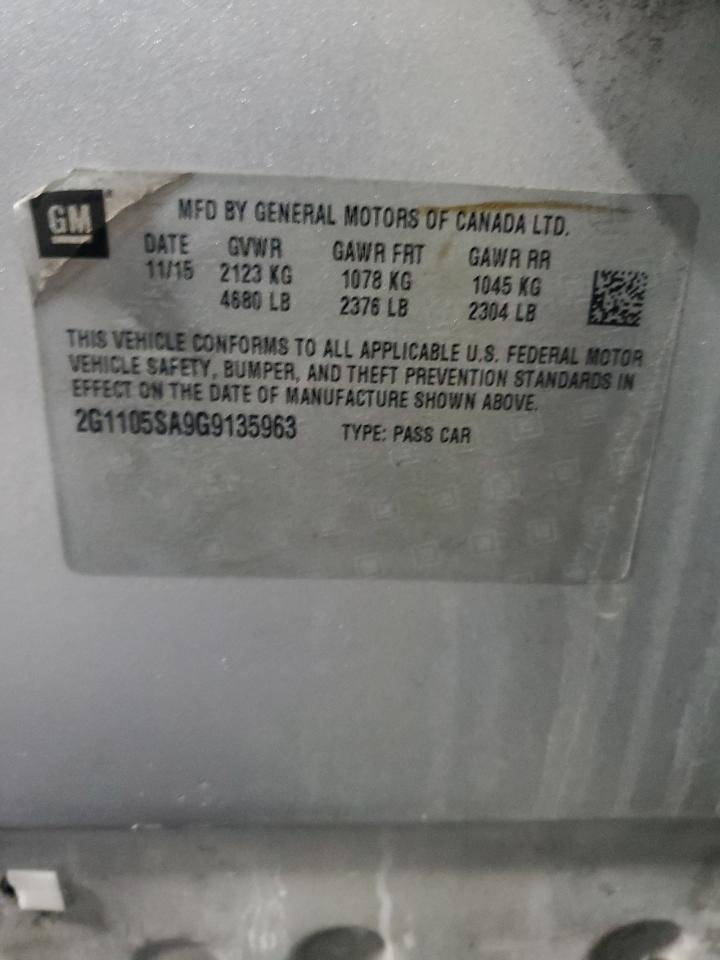 GM
MFD BY GENERAL MOTORS OF CANADA LTD.
DATE GVWR GAWR FRT GAWR RR
11/15 2123 KG 1078 KG 1045 KG
4680 LB 2376 LB 2304 LB
THIS VEHICLE CONFORMS TO ALL APPLICABLE U.S. FEDERAL MOTOR
VEHICLE SAFETY, BUMPER, AND THEFT PREVENTION STANDARDS IN
EFFECT ON THE DATE OF MANUFACTURE SHOWN ABOVE.
2G1105SA9G9135963 TYPE: PASS CAR